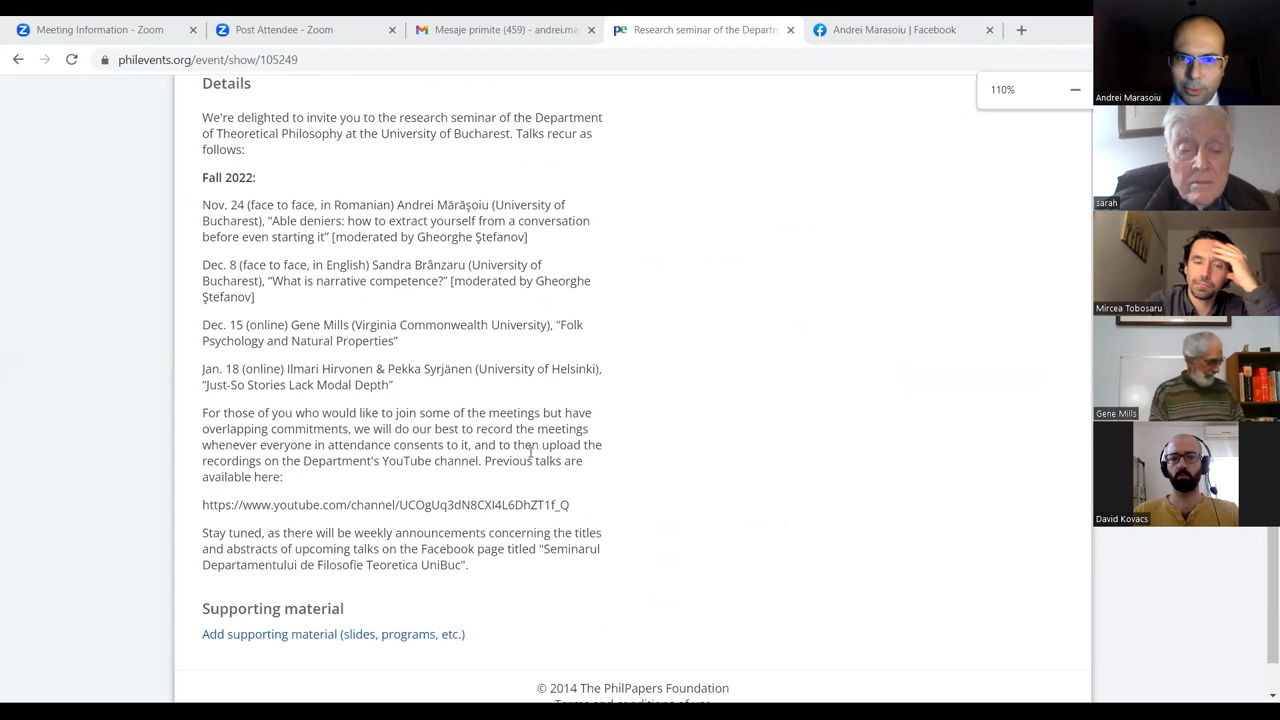 Meeting Information - Zoom
Post Attendee - Zoom
Mesaje primite (459) - andrei.ma
Research seminar of the Departm
Andrei Marasoiu | Facebook
philevents.org/event/show/105249
110%
Details
We're delighted to invite you to the research seminar of the Department
of Theoretical Philosophy at the University of Bucharest. Talks recur as
follows:
Fall 2022:
Nov. 24 (face to face, in Romanian) Andrei Mărășoiu (University of
Bucharest), “Able deniers: how to extract yourself from a conversation
before even starting it” [moderated by Gheorghe Ștefanov]
Dec. 8 (face to face, in English) Sandra Brânzaru (University of
Bucharest), “What is narrative competence?” [moderated by Gheorghe
Ștefanov]
Dec. 15 (online) Gene Mills (Virginia Commonwealth University), “Folk
Psychology and Natural Properties”
Jan. 18 (online) Ilmari Hirvonen & Pekka Syrjänen (University of Helsinki),
“Just-So Stories Lack Modal Depth”
For those of you who would like to join some of the meetings but have
overlapping commitments, we will do our best to record the meetings
whenever everyone in attendance consents to it, and to then upload the
recordings on the Department's YouTube channel. Previous talks are
available here:
https://www.youtube.com/channel/UCOgUq3dN8CXI4L6DhZT1f_Q
Stay tuned, as there will be weekly announcements concerning the titles
and abstracts of upcoming talks on the Facebook page titled "Seminarul
Departamentului de Filosofie Teoretica UniBuc".
Supporting material
Add supporting material (slides, programs, etc.)
© 2014 The PhilPapers Foundation
Terms and conditions of use
Andrei Marasoiu
sarah
Mircea Tobosaru
Gene Mills
David Kovacs